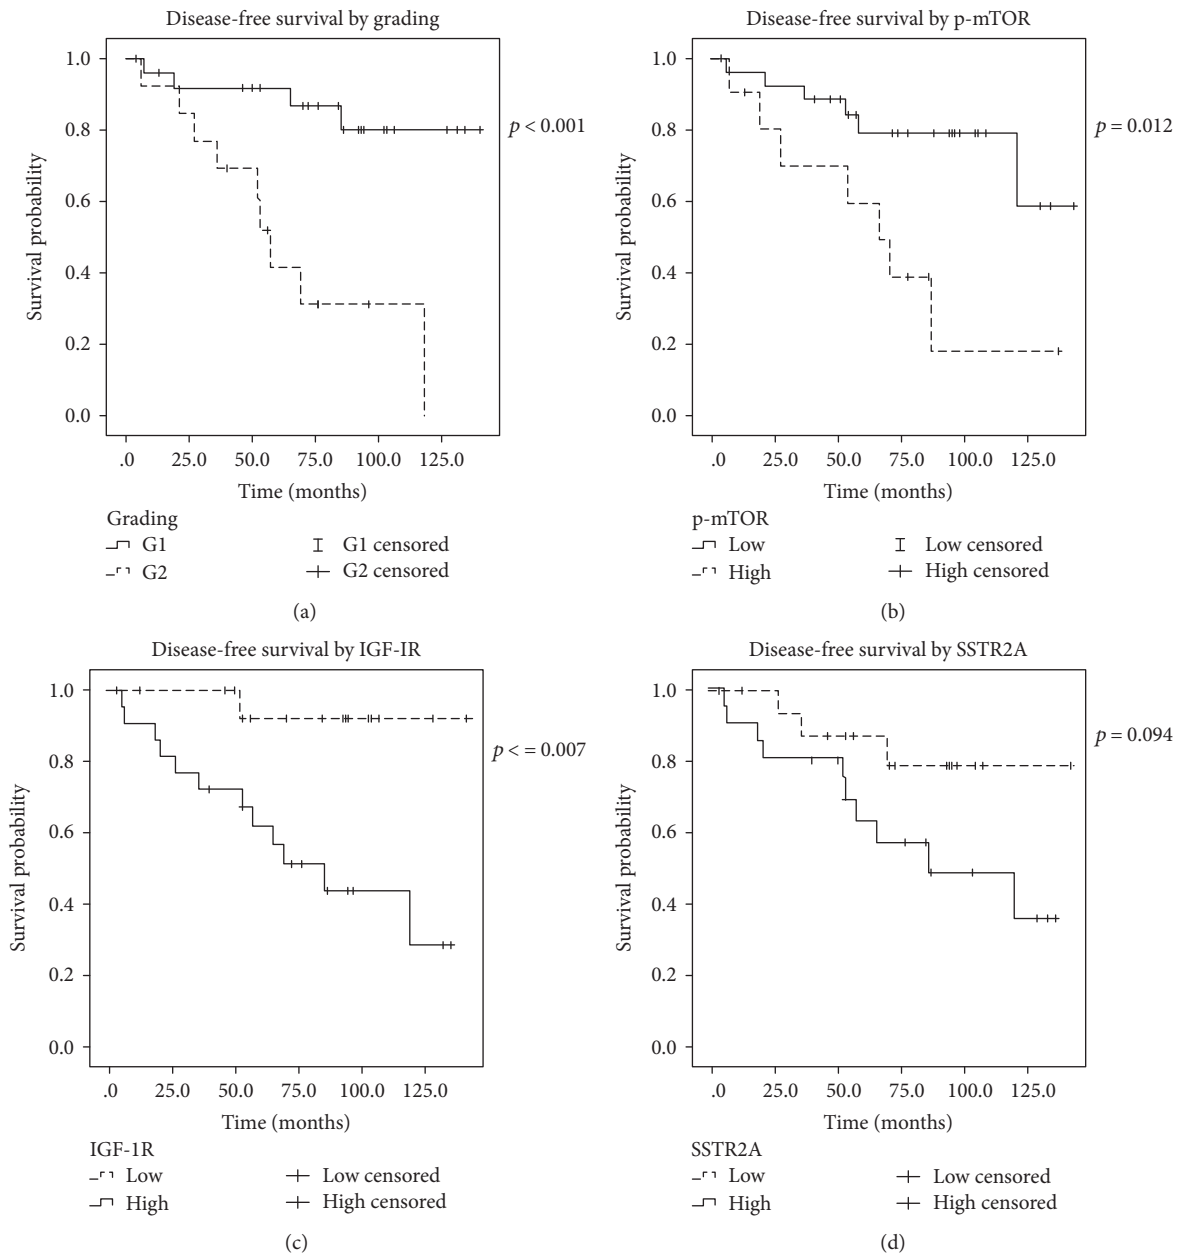 Disease-free survival by grading
1.0
0.8
0.6
0.4
0.2
0.0
Survival probability
p < 0.001
.0 25.0 50.0 75.0 100.0 125.0
Time (months)
Grading
G1 G1 censored
G2 G2 censored
(a)
Disease-free survival by p-mTOR
1.0
0.8
0.6
0.4
0.2
0.0
Survival probability
p = 0.012
.0 25.0 50.0 75.0 100.0 125.0
Time (months)
p-mTOR
Low Low censored
High High censored
(b)
Disease-free survival by IGF-IR
1.0
0.8
0.6
0.4
0.2
0.0
Survival probability
p < = 0.007
.0 25.0 50.0 75.0 100.0 125.0
Time (months)
IGF-1R
Low Low censored
High High censored
(c)
Disease-free survival by SSTR2A
1.0
0.8
0.6
0.4
0.2
0.0
Survival probability
p = 0.094
.0 25.0 50.0 75.0 100.0 125.0
Time (months)
SSTR2A
Low Low censored
High High censored
(d)